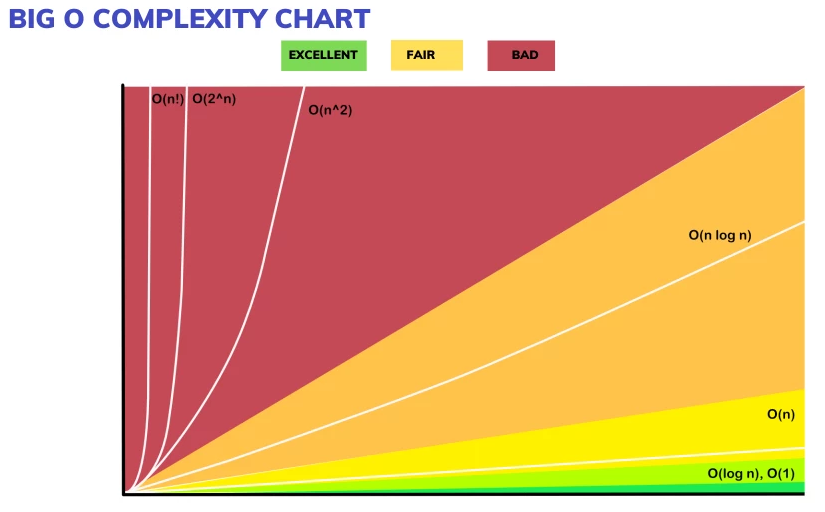 BIG O COMPLEXITY CHART
EXCELLENT FAIR BAD
O(n!) O(2^n)
O(n^2)
O(n log n)
O(n)
O(log n), O(1)